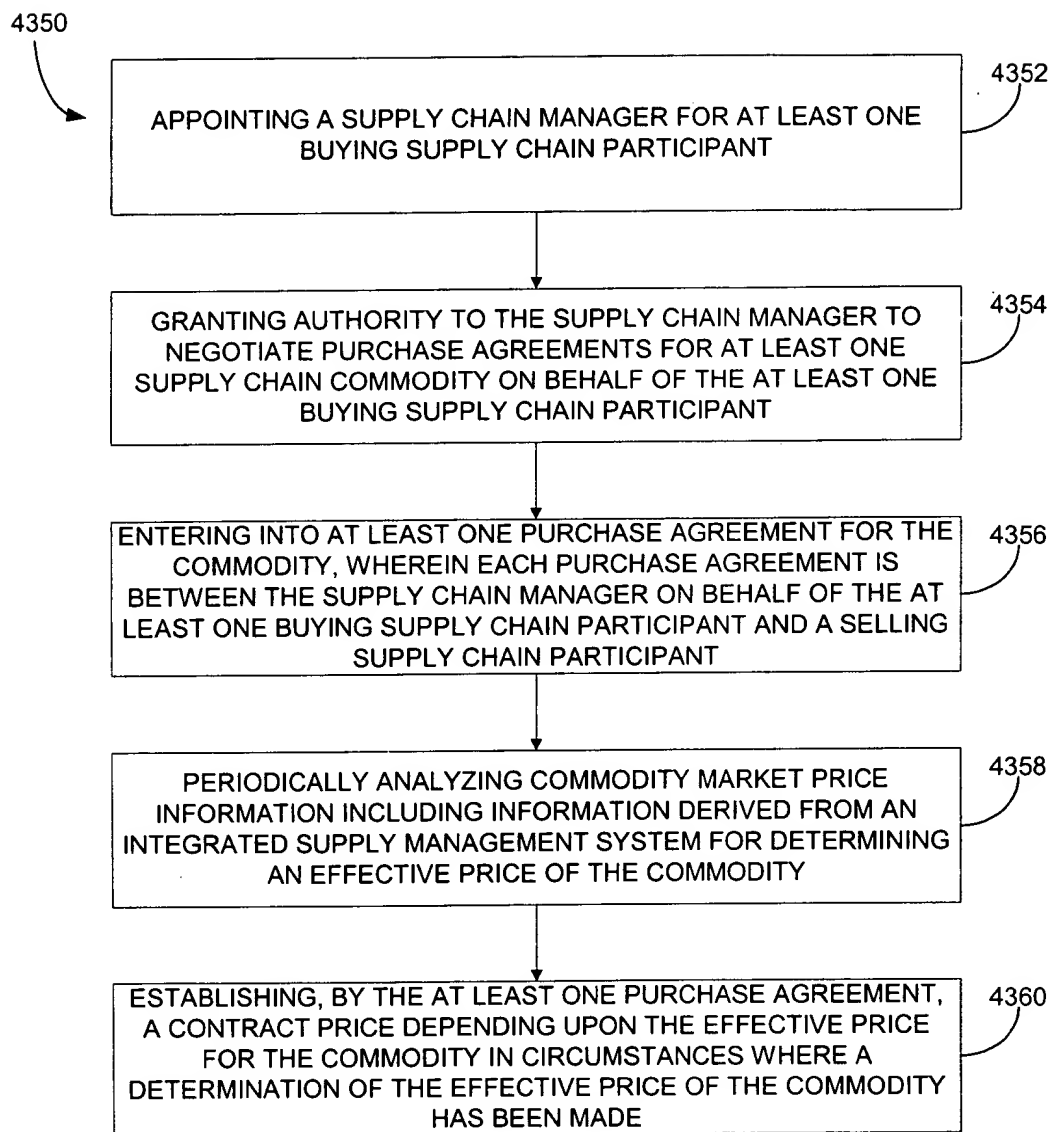 4350
4352
APPOINTING A SUPPLY CHAIN MANAGER FOR AT LEAST ONE
BUYING SUPPLY CHAIN PARTICIPANT
4354
GRANTING AUTHORITY TO THE SUPPLY CHAIN MANAGER TO
NEGOTIATE PURCHASE AGREEMENTS FOR AT LEAST ONE
SUPPLY CHAIN COMMODITY ON BEHALF OF THE AT LEAST ONE
BUYING SUPPLY CHAIN PARTICIPANT
4356
ENTERING INTO AT LEAST ONE PURCHASE AGREEMENT FOR THE
COMMODITY, WHEREIN EACH PURCHASE AGREEMENT IS
BETWEEN THE SUPPLY CHAIN MANAGER ON BEHALF OF THE AT
LEAST ONE BUYING SUPPLY CHAIN PARTICIPANT AND A SELLING
SUPPLY CHAIN PARTICIPANT
4358
PERIODICALLY ANALYZING COMMODITY MARKET PRICE
INFORMATION INCLUDING INFORMATION DERIVED FROM AN
INTEGRATED SUPPLY MANAGEMENT SYSTEM FOR DETERMINING
AN EFFECTIVE PRICE OF THE COMMODITY
4360
ESTABLISHING, BY THE AT LEAST ONE PURCHASE AGREEMENT,
A CONTRACT PRICE DEPENDING UPON THE EFFECTIVE PRICE
FOR THE COMMODITY IN CIRCUMSTANCES WHERE A
DETERMINATION OF THE EFFECTIVE PRICE OF THE COMMODITY
HAS BEEN MADE